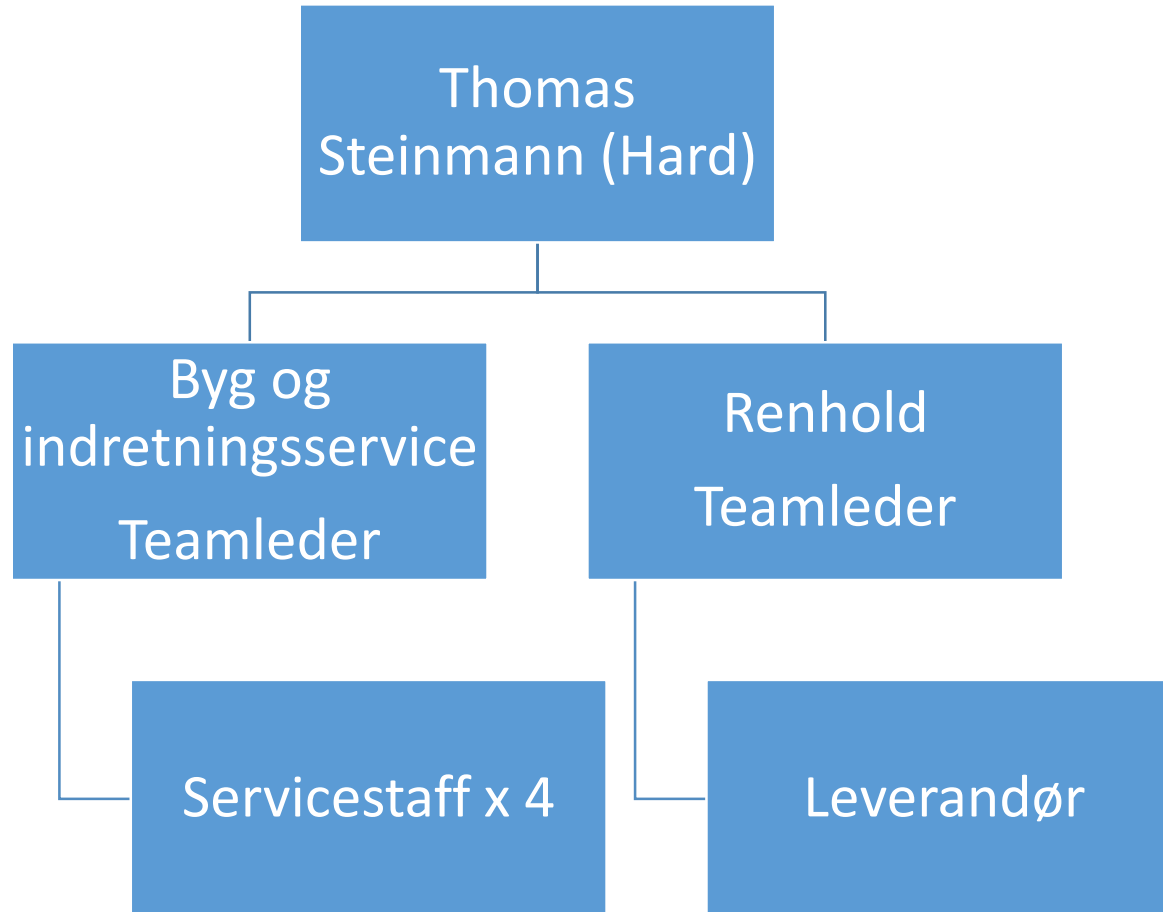 Thomas
Steinmann (Hard)
Byg og
indretningsservice
Teamleder
Renhold
Teamleder
Servicestaff x 4
Leverandør